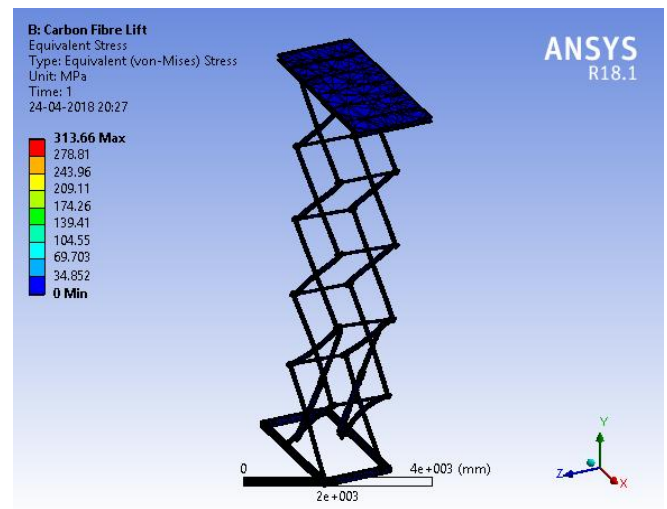 B: Carbon Fibre Lift
Equivalent Stress
Type: Equivalent (von-Mises) Stress
Unit: MPa
Time: 1
24-04-2018 20:27
313.66 Max
278.81
243.96
209.11
174.26
139.41
104.55
69.703
34.852
0 Min
ANSYS
R18.1
0
4e+003 (mm)
2e+003
Y
Z
X